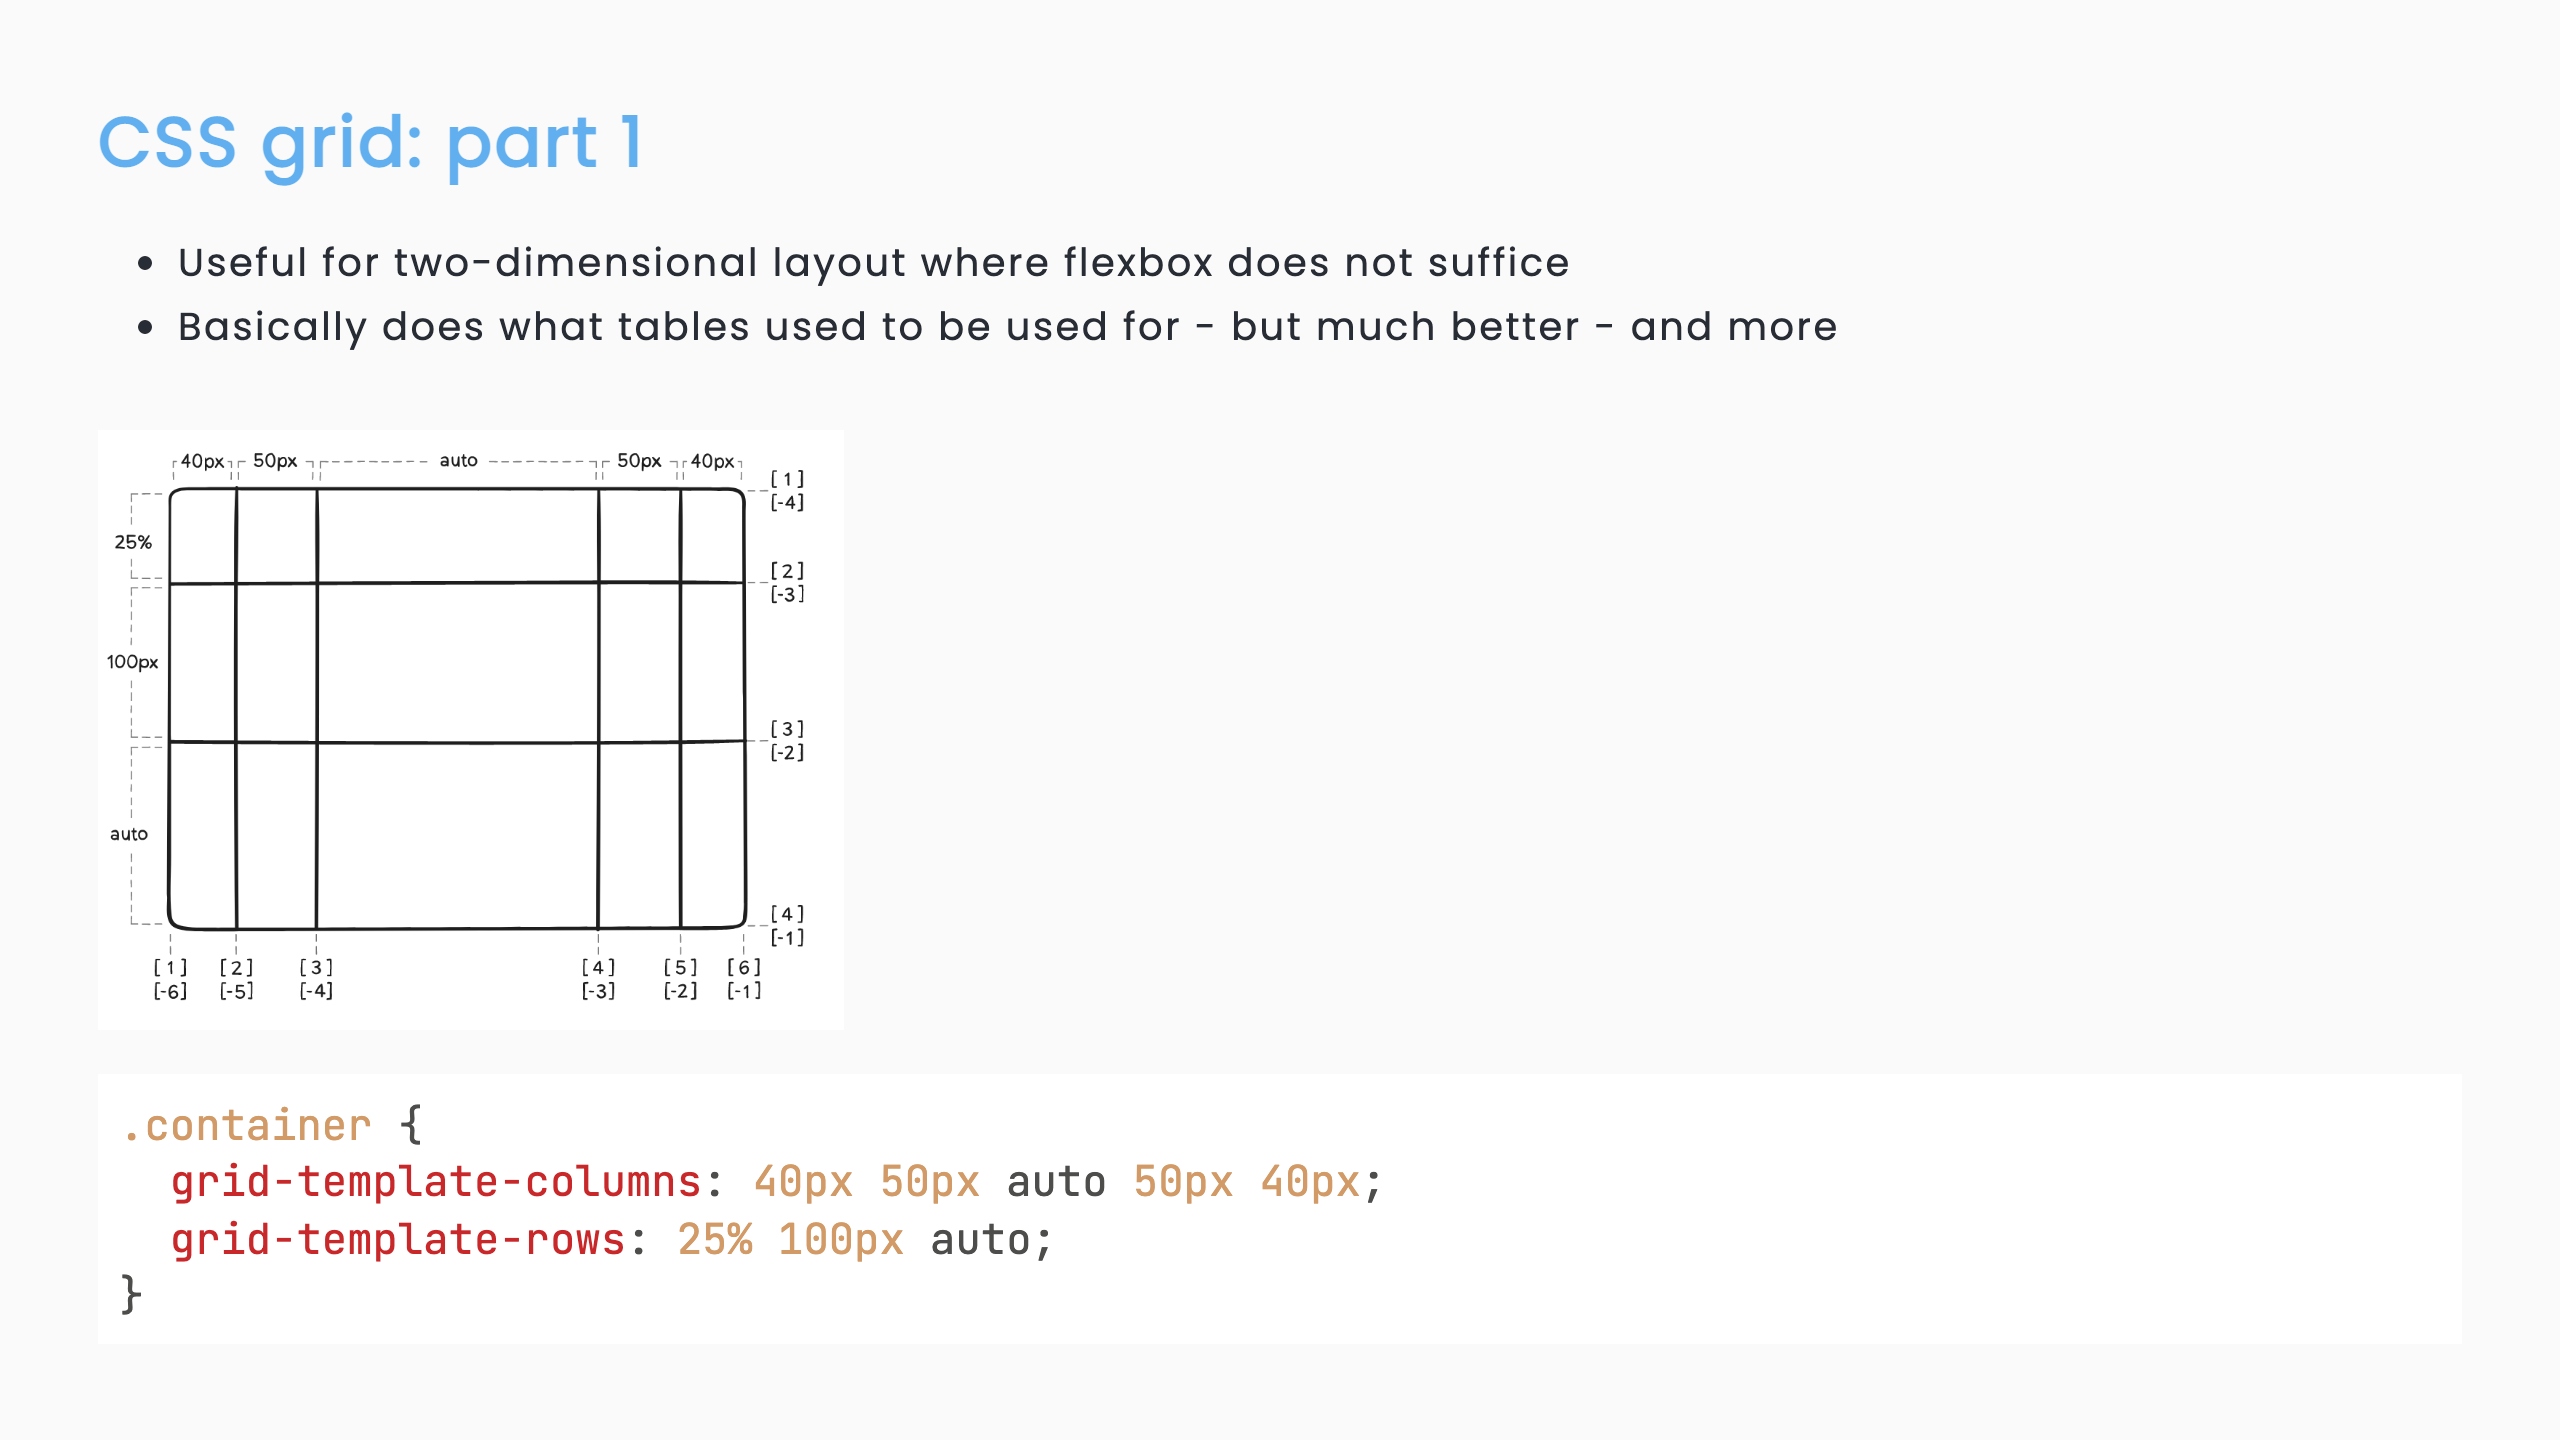 CSS grid: part 1
• Useful for two-dimensional layout where flexbox does not suffice
• Basically does what tables used to be used for - but much better - and more
40px 50px auto 50px 40px
[1]
[-4]
25%
[2]
[-3]
100px
[3]
[-2]
auto
[4]
[-1]
[1] [2] [3] [4] [5] [6]
[-6] [-5] [-4] [-3] [-2] [-1]
.container {
  grid-template-columns: 40px 50px auto 50px 40px;
  grid-template-rows: 25% 100px auto;
}